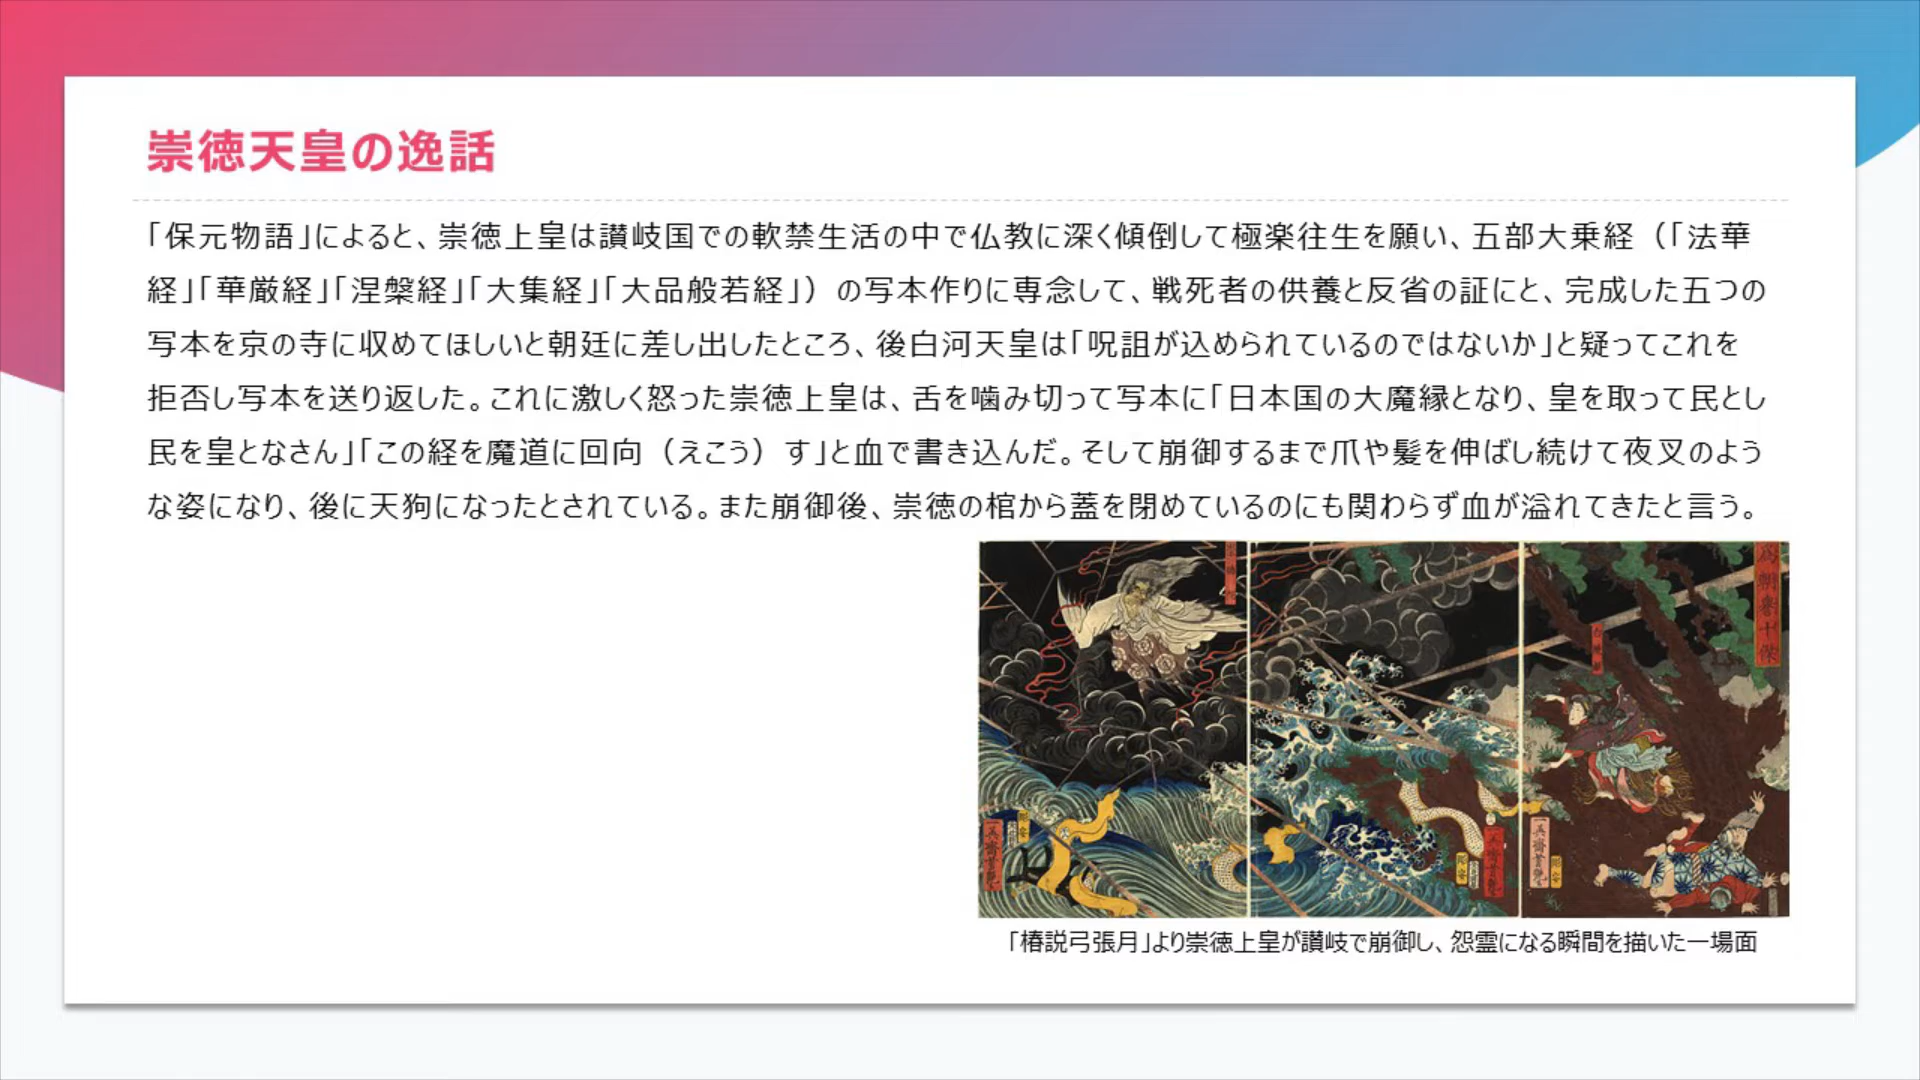 崇徳天皇の逸話
「保元物語」によると、崇徳上皇は讃岐国での軟禁生活の中で仏教に深く傾倒して極楽往生を願い、五部大乗経（「法華
経」「華厳経」「涅槃経」「大集経」「大品般若経」）の写本作りに専念して、戦死者の供養と反省の証にと、完成した五つの
写本を京の寺に収めてほしいと朝廷に差し出したところ、後白河天皇は「呪詛が込められているのではないか」と疑ってこれを
拒否し写本を送り返した。これに激しく怒った崇徳上皇は、舌を噛み切って写本に「日本国の大魔縁となり、皇を取って民とし
民を皇となさん」「この経を魔道に回向（えこう）す」と血で書き込んだ。そして崩御するまで爪や髪を伸ばし続けて夜叉のよう
な姿になり、後に天狗になったとされている。また崩御後、崇徳の棺から蓋を閉めているのにも関わらず血が溢れてきたと言う。
為朝誉十傑
「椿説弓張月」より崇徳上皇が讃岐で崩御し、怨霊になる瞬間を描いた一場面